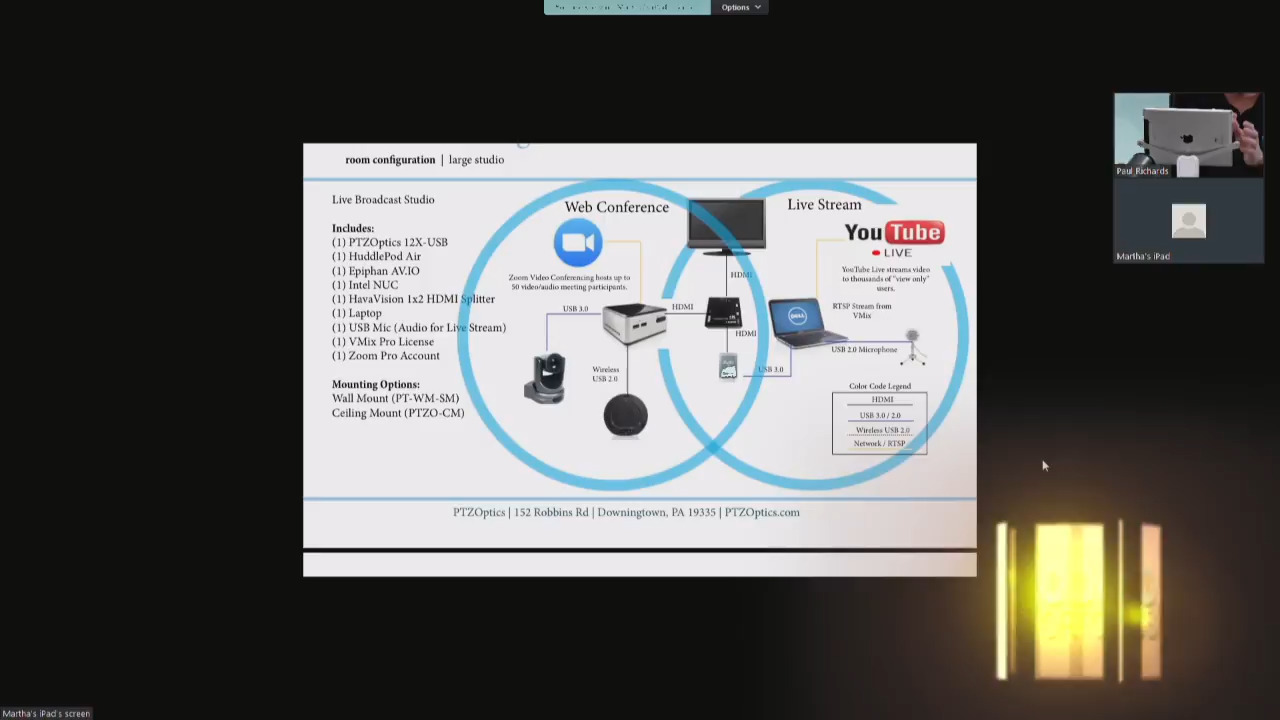 Options
room configuration | large studio
Live Broadcast Studio
Includes:
(1) PTZOptics 12X-USB
(1) HuddlePod Air
(1) Epiphan AV.IO
(1) Intel NUC
(1) HavaVision 1x2 HDMI Splitter
(1) Laptop
(1) USB Mic (Audio for Live Stream)
(1) VMix Pro License
(1) Zoom Pro Account
Mounting Options:
Wall Mount (PT-WM-SM)
Ceiling Mount (PTZO-CM)
Web Conference
Zoom Video Conferencing hosts up to
50 video/audio meeting participants.
USB 3.0
HDMI
Wireless
USB 2.0
HDMI
HDMI
USB 3.0
Live Stream
YouTube
LIVE
YouTube Live streams video
to thousands of "view only"
users.
RTSP Stream from
VMix
DELL
USB 2.0 Microphone
Color Code Legend
HDMI
USB 3.0 / 2.0
Wireless USB 2.0
Network / RTSP
PTZOptics | 152 Robbins Rd | Downingtown, PA 19335 | PTZOptics.com
Paul Richards
Martha's iPad
Martha's iPad's screen